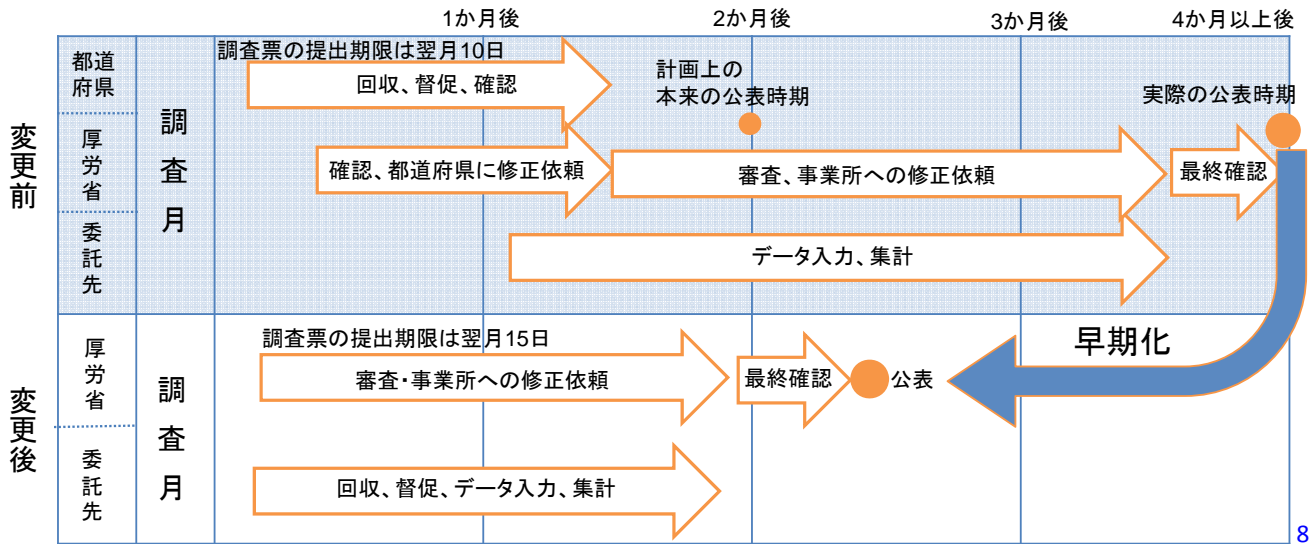 1か月後
2か月後
3か月後
4か月以上後
変更前
都道
府県
厚労省
委託先
調査月
調査票の提出期限は翌月10日
回収、督促、確認
計画上の
本来の公表時期
実際の公表時期
確認、都道府県に修正依頼
審査、事業所への修正依頼
最終確認
データ入力、集計
変更後
厚労省
委託先
調査月
調査票の提出期限は翌月15日
審査・事業所への修正依頼
最終確認
公表
早期化
回収、督促、データ入力、集計
8